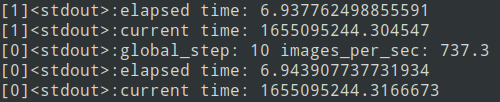 [1]<stdout>:elapsed time: 6.937762498855591
[1]<stdout>:current time: 1655095244.304547
[0]<stdout>:global_step: 10 images_per_sec: 737.3
[0]<stdout>:elapsed time: 6.943907737731934
[0]<stdout>:current time: 1655095244.3166673